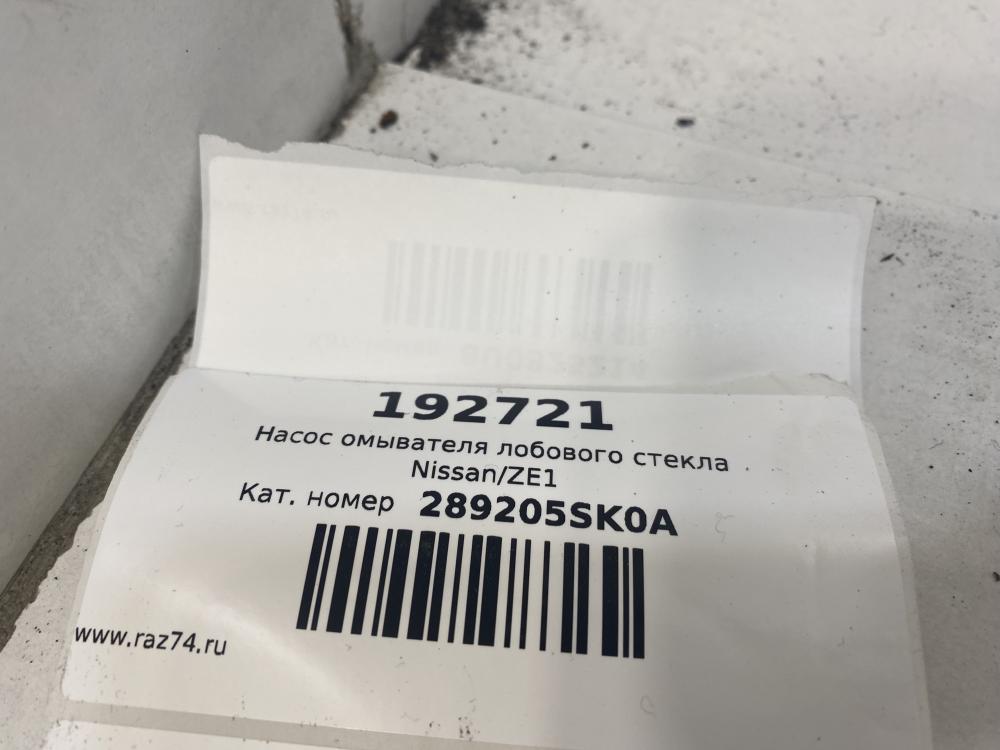 192721
Насос омывателя лобового стекла
Nissan/ZE1
Кат. номер 289205SK0A
www.raz74.ru